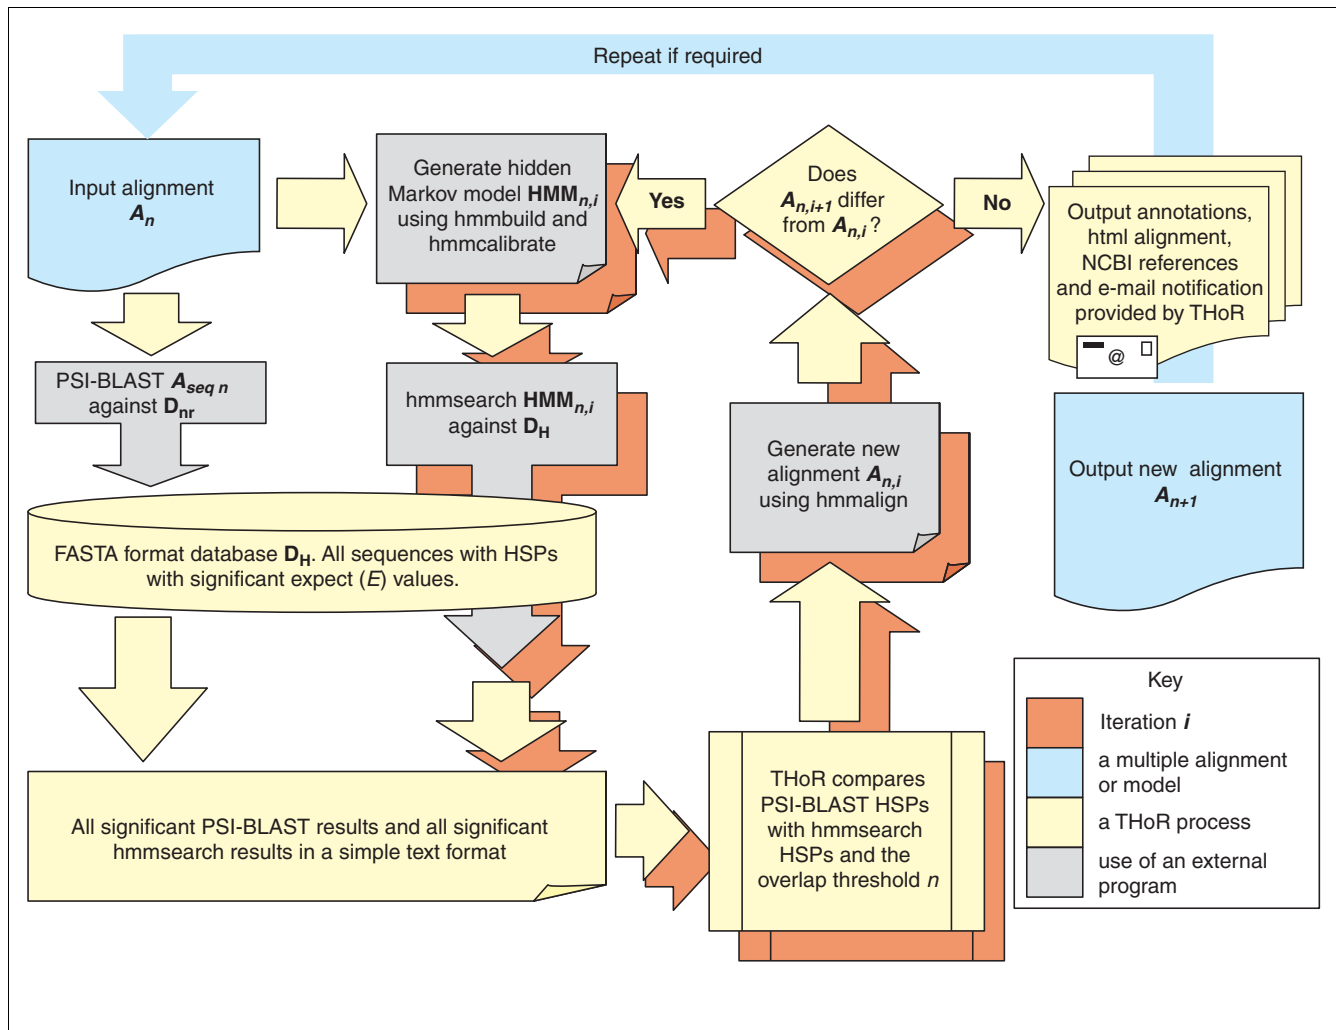 Repeat if required
Input alignment
A_n
Generate hidden
Markov model HMM_n,i
using hmmbuild and
hmmcalibrate
Yes
Does
A_n,i+1 differ
from A_n,i ?
No
Output annotations,
html alignment,
NCBI references
and e-mail notification
provided by THoR
@
PSI-BLAST A_seq n
against D_nr
hmmsearch HMM_n,i
against D_H
Generate new
alignment A_n,i
using hmmalign
Output new alignment
A_n+1
FASTA format database D_H. All sequences with HSPs
with significant expect (E) values.
All significant PSI-BLAST results and all significant
hmmsearch results in a simple text format
THoR compares
PSI-BLAST HSPs
with hmmsearch
HSPs and the
overlap threshold n
Key
Iteration i
a multiple alignment
or model
a THoR process
use of an external
program